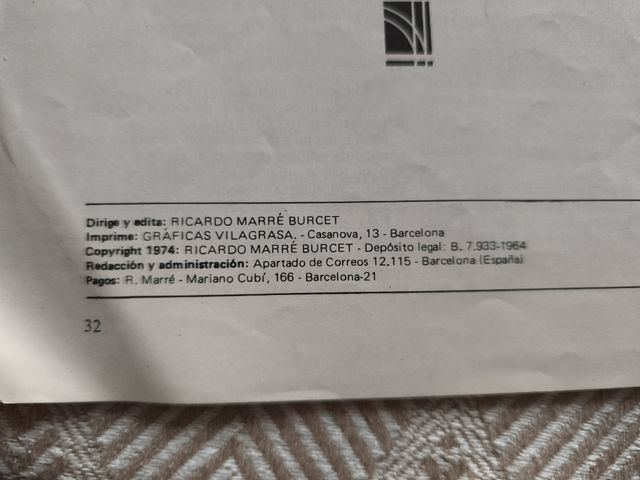 Dirige y edita: RICARDO MARRÉ BURCET
Imprime: GRÁFICAS VILAGRASA. - Casanova, 13 - Barcelona
Copyright 1974: RICARDO MARRÉ BURCET - Depósito legal: B. 7.933-1964
Redacción y administración: Apartado de Correos 12.115 - Barcelona (España)
Pagos: R. Marré - Mariano Cubí, 166 - Barcelona-21
32